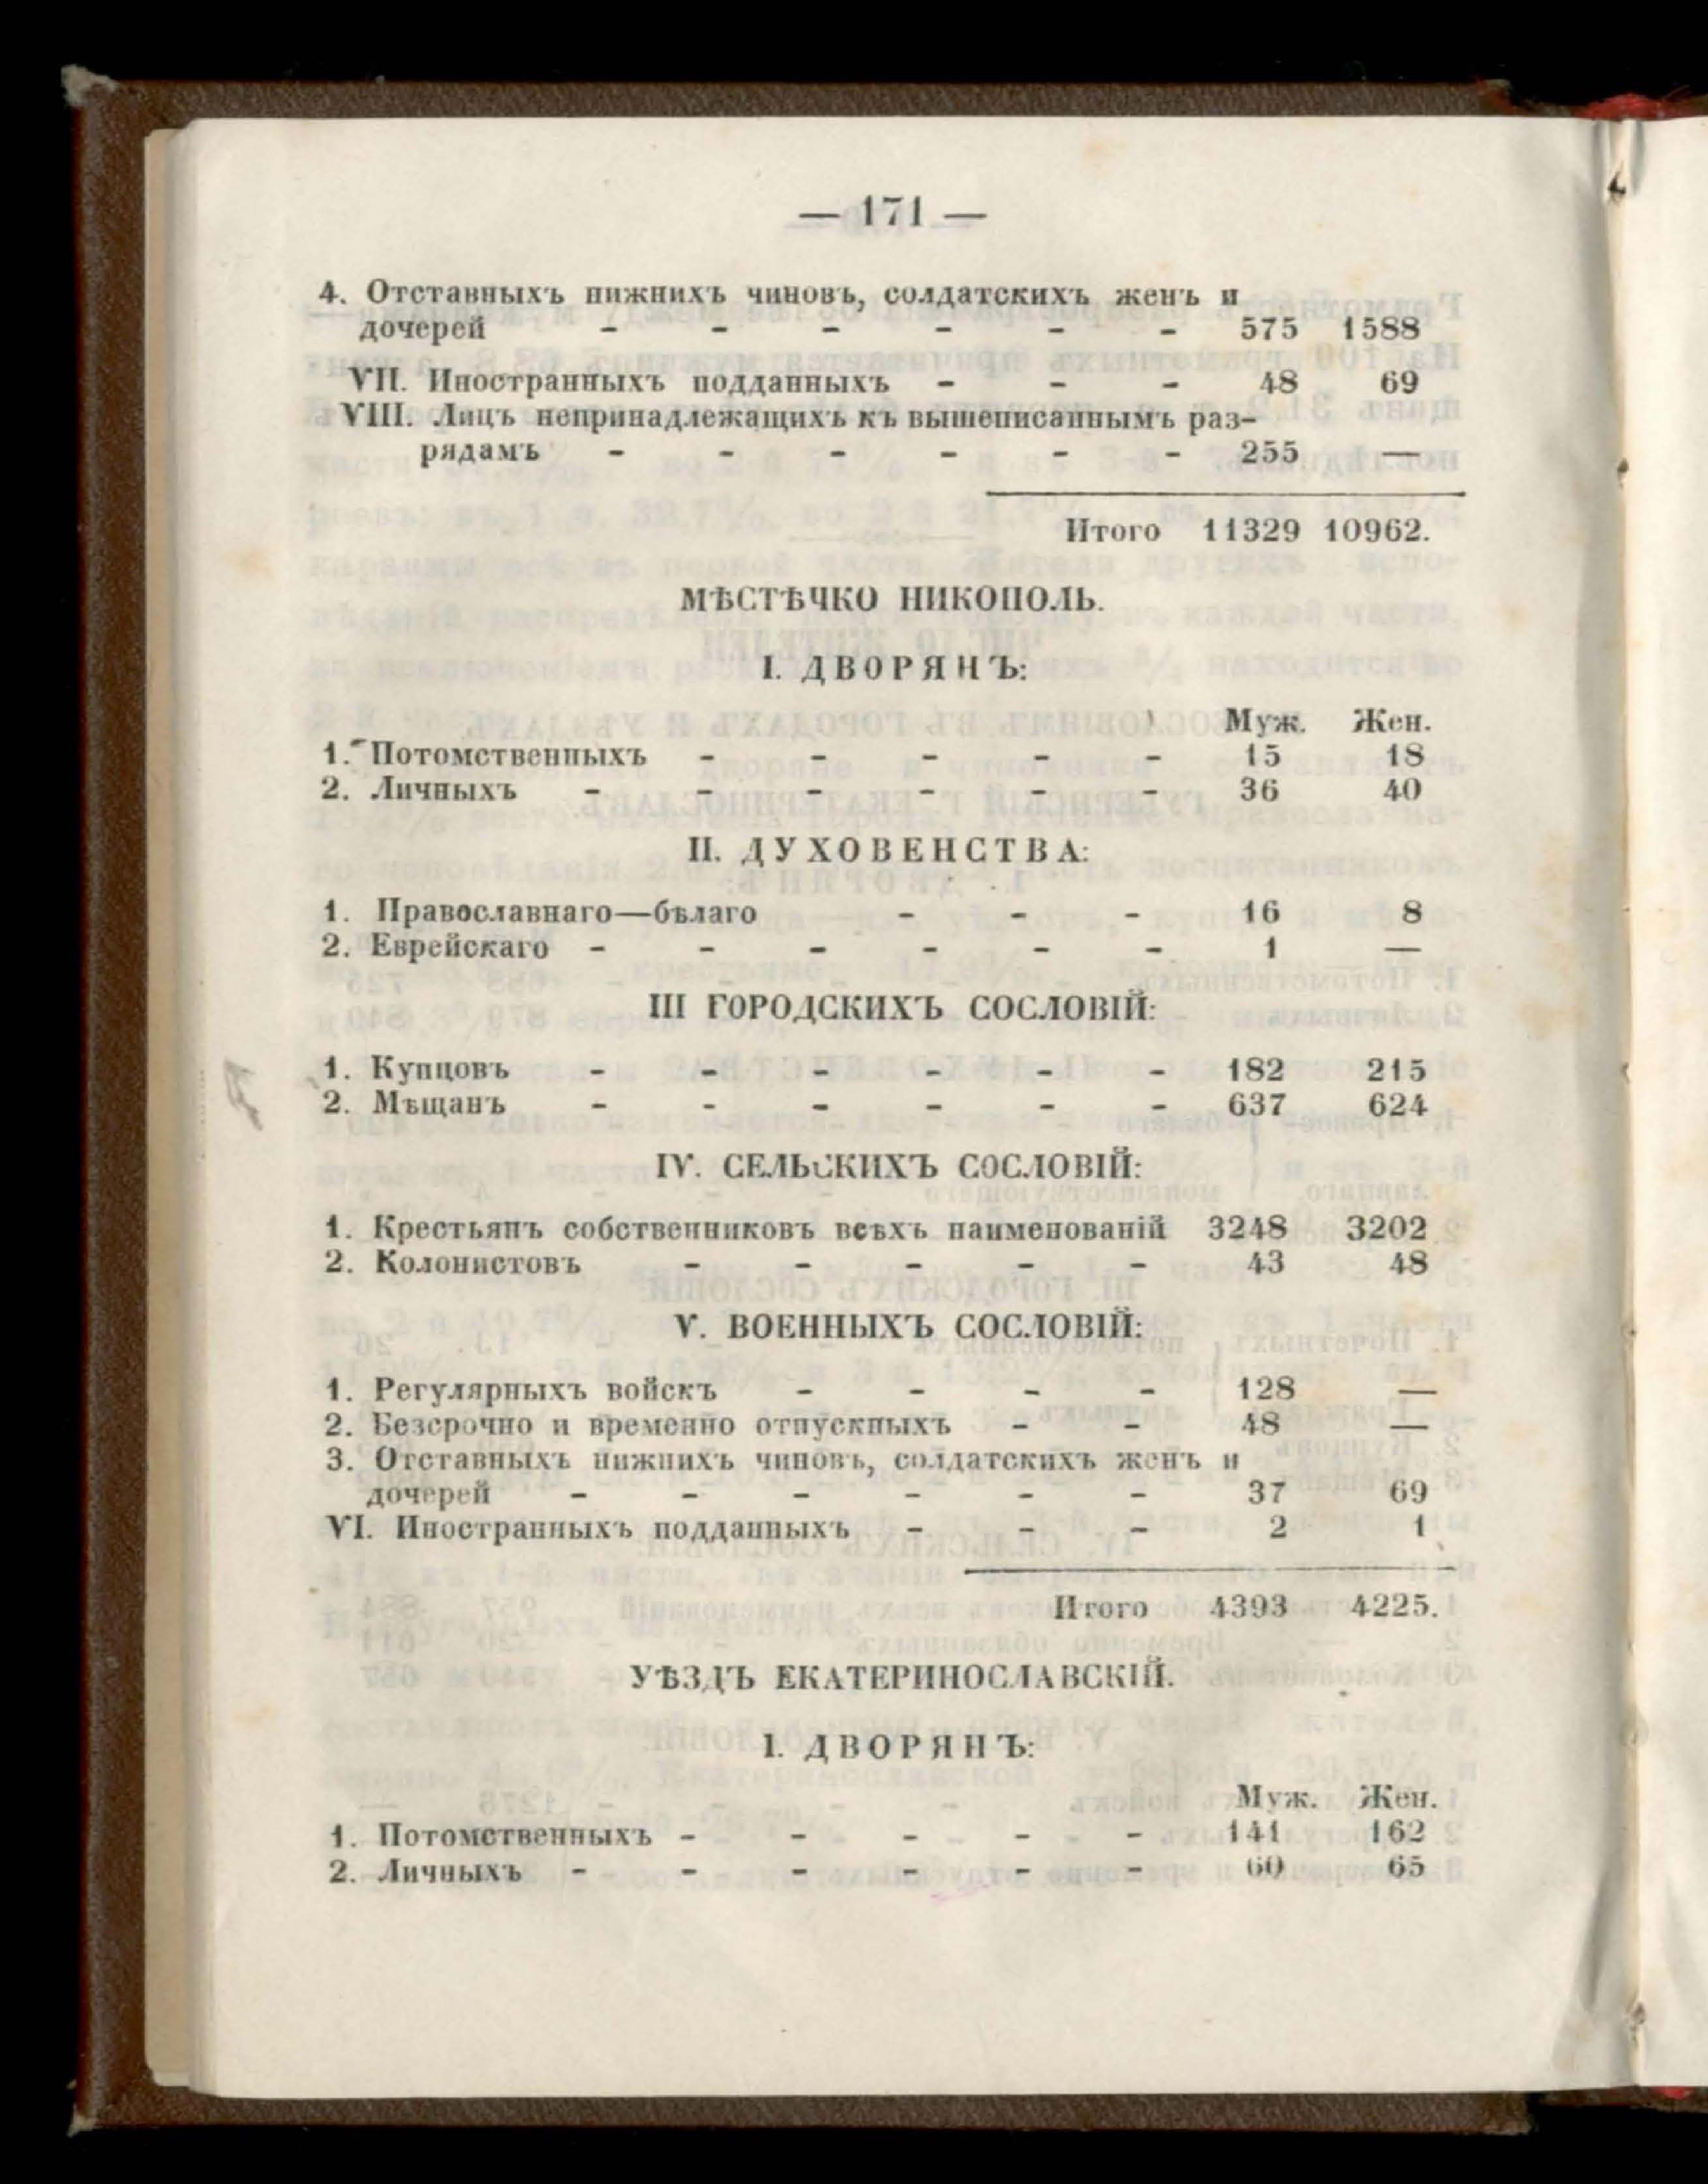 — 171 —
4. Отставныхъ нижнихъ чиновъ, солдатскихъ женъ и
дочерей - - - - - - 575 1588
VII. Иностранныхъ подданныхъ - - - 48 69
VIII. Лицъ непринадлежащихъ къ вышеписаннымъ раз-
рядамъ - - - - - - 255 —
Итого 11329 10962.
МѢСТѢЧКО НИКОПОЛЬ.
I. ДВОРЯНЪ:
Муж. Жен.
1. Потомственныхъ - - - - - 15 18
2. Личныхъ - - - - - - 36 40
II. ДУХОВЕНСТВА:
1. Православнаго—бѣлаго - - - 16 8
2. Еврейскаго - - - - - - 1 —
III ГОРОДСКИХЪ СОСЛОВІЙ:
1. Купцовъ - - - - - - 182 215
2. Мѣщанъ - - - - - - 637 624
IV. СЕЛЬСКИХЪ СОСЛОВІЙ:
1. Крестьянъ собственниковъ всѣхъ наименованій 3248 3202
2. Колонистовъ - - - - - 43 48
V. ВОЕННЫХЪ СОСЛОВІЙ:
1. Регулярныхъ войскъ - - - - 128 —
2. Безсрочно и временно отпускныхъ - - 48 —
3. Отставныхъ нижнихъ чиновъ, солдатскихъ женъ и
дочерей - - - - - - 37 69
VI. Иностранныхъ подданныхъ - - - 2 1
Итого 4393 4225.
УѢЗДЪ ЕКАТЕРИНОСЛАВСКІЙ.
I. ДВОРЯНЪ:
Муж. Жен.
1. Потомственныхъ - - - - - 141 162
2. Личныхъ - - - - - - 60 65